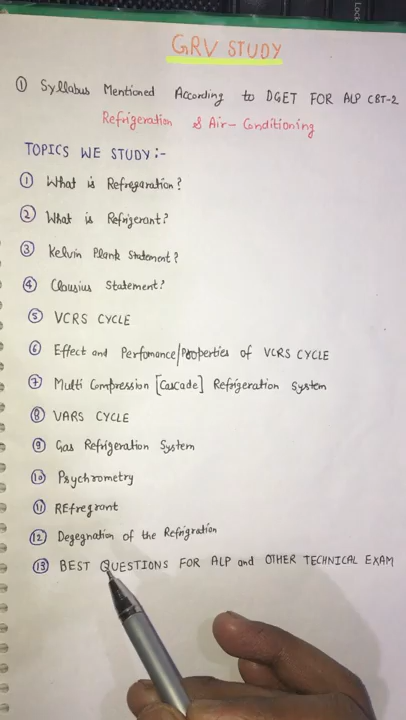 GRV STUDY
① Syllabus Mentioned According to DGET FOR ALP CBT-2
Refrigeration & Air-Conditioning
TOPICS WE STUDY:-
① What is Refregaration?
② What is Refrigerant?
③ Kelvin Plank Statement?
④ Clousius Statement?
⑤ VCRS CYCLE
⑥ Effect and Perfomance/Properties of VCRS CYCLE
⑦ Multi Compression [Cascade] Refrigeration System
⑧ VARS CYCLE
⑨ Gas Refrigeration System
⑩ Psychrometry
⑪ REfregrant
⑫ Degegnation of the Refrigration
⑬ BEST QUESTIONS FOR ALP and OTHER TECHNICAL EXAM
Lock